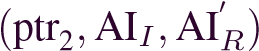 (ptr₂, AI_I, AI′_R)